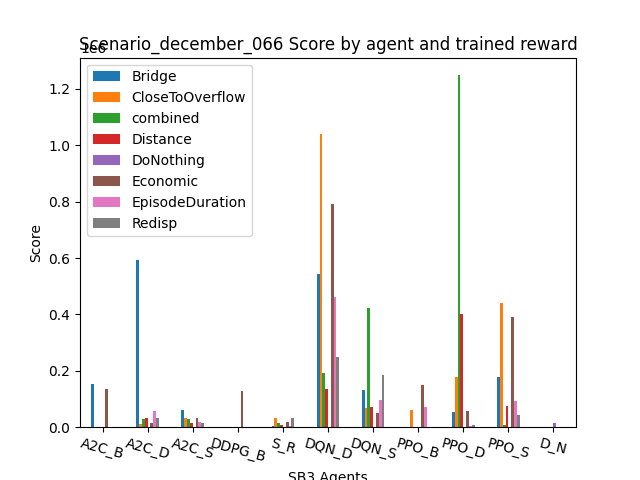 Scenario_december_066 Score by agent and trained reward
1e6
Bridge
CloseToOverflow
combined
Distance
DoNothing
Economic
EpisodeDuration
Redisp
Score
1.2
1.0
0.8
0.6
0.4
0.2
0.0
A2C_B A2C_D A2C_S DDPG_B S_R DQN_D DQN_S PPO_B PPO_D PPO_S D_N
SB3 Agents